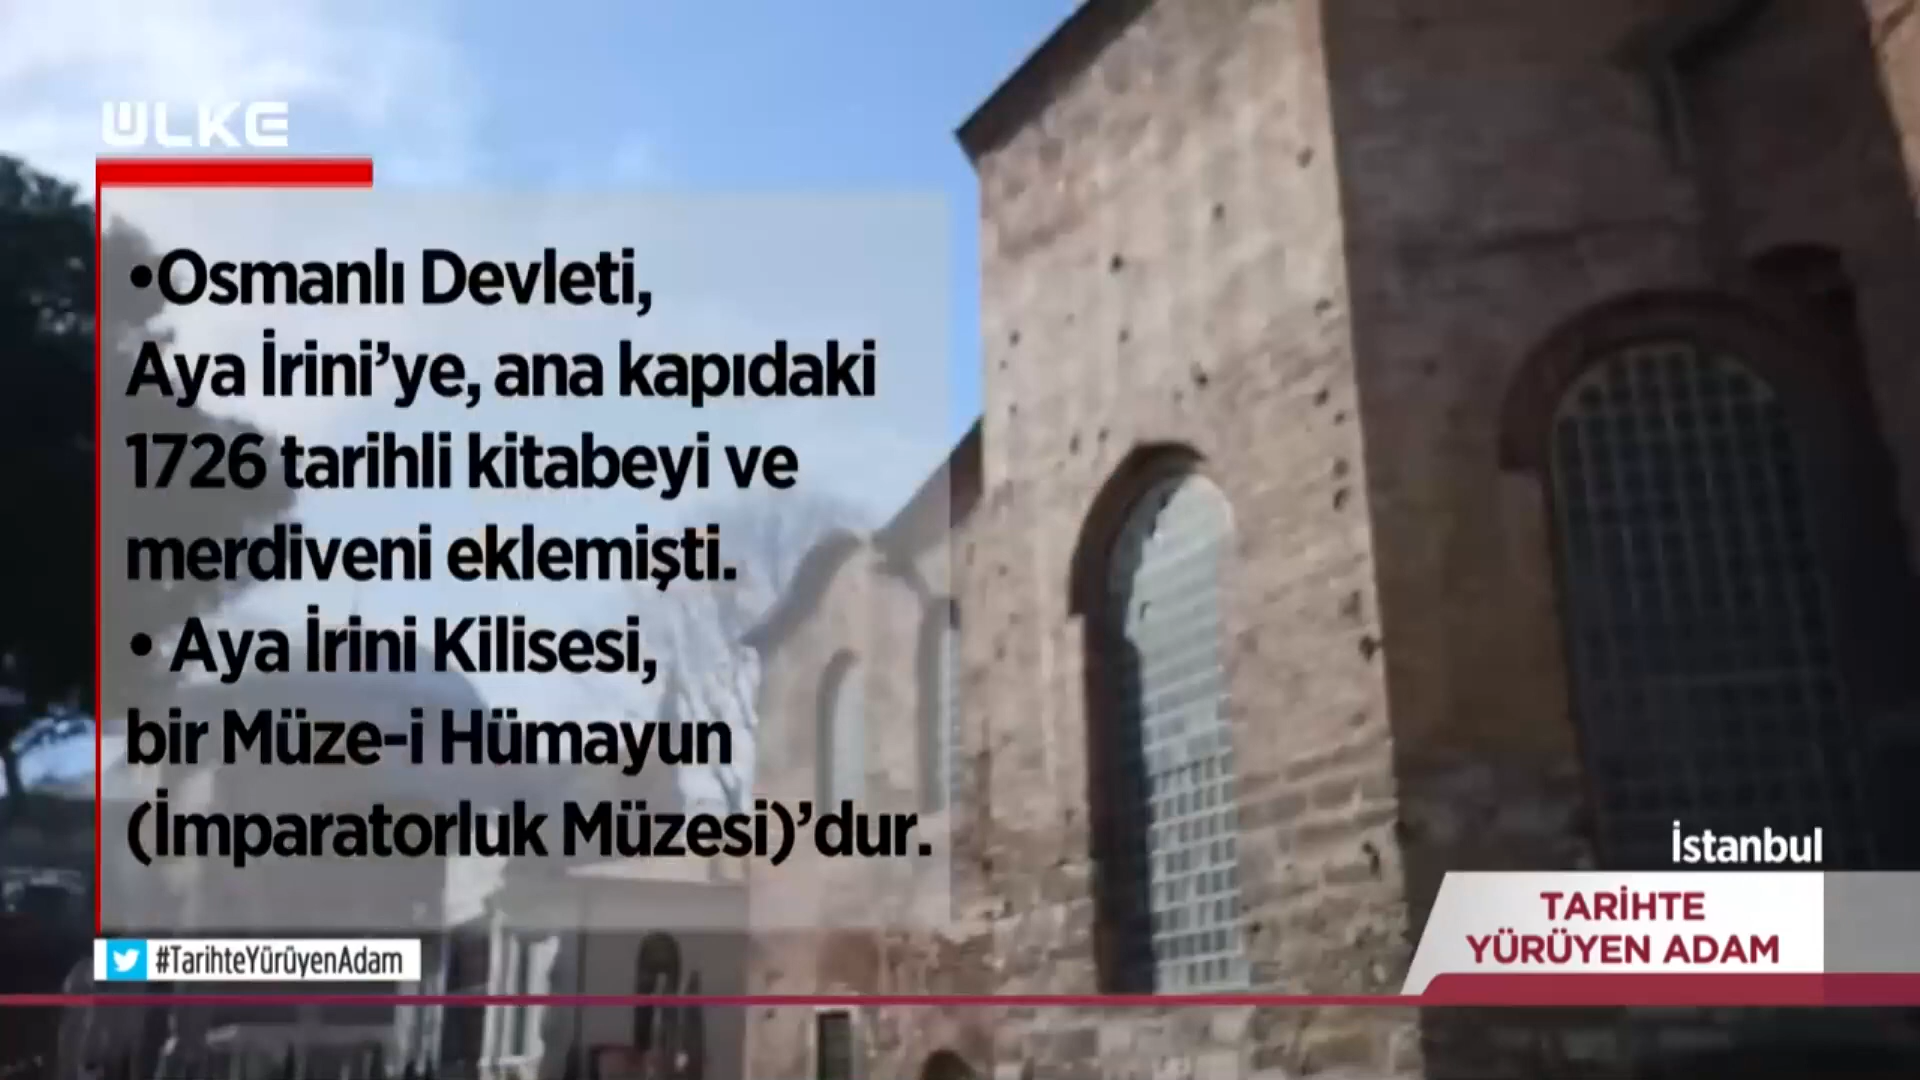 ÜLKE
•Osmanlı Devleti,
Aya İrini’ye, ana kapıdaki
1726 tarihli kitabeyi ve
merdiveni eklemişti.
• Aya İrini Kilisesi,
bir Müze-i Hümayun
(İmparatorluk Müzesi)’dur.
İstanbul
TARİHTE
YÜRÜYEN ADAM
#TarihteYürüyenAdam